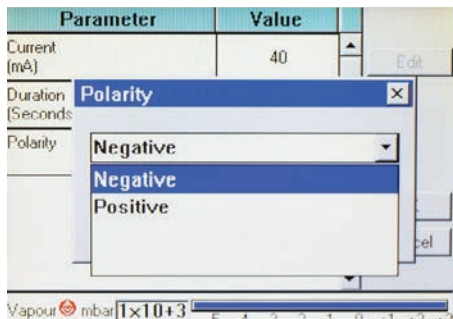 Parameter Value
Current
(mA)
40
Edit
Duration
(Seconds
Polarity
Polarity
Negative
Negative
Positive
cel
Vapour mbar 1×10+3